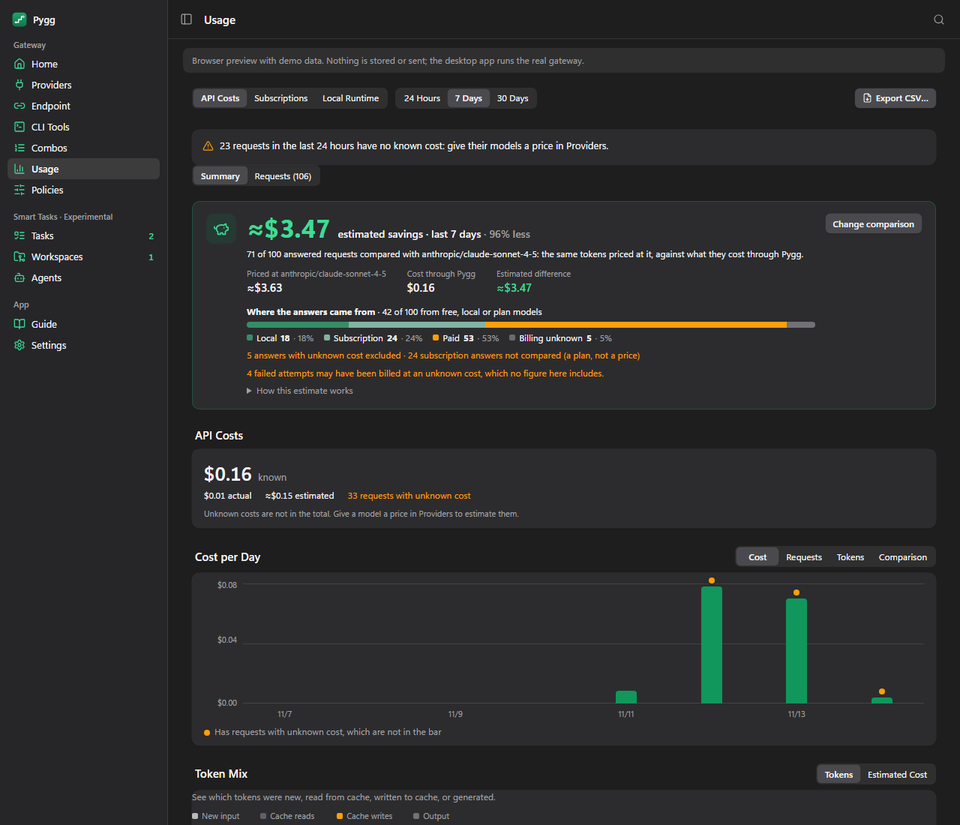 Pygg
Usage
Gateway
Home
Providers
Endpoint
CLI Tools
Combos
Usage
Policies
Smart Tasks · Experimental
Tasks 2
Workspaces 1
Agents
App
Guide
Settings
Browser preview with demo data. Nothing is stored or sent; the desktop app runs the real gateway.
API Costs Subscriptions Local Runtime 24 Hours 7 Days 30 Days Export CSV...
23 requests in the last 24 hours have no known cost: give their models a price in Providers.
Summary Requests (106)
≈$3.47 estimated savings · last 7 days · 96% less Change comparison
71 of 100 answered requests compared with anthropic/claude-sonnet-4-5: the same tokens priced at it, against what they cost through Pygg.
Priced at anthropic/claude-sonnet-4-5 Cost through Pygg Estimated difference
≈$3.63 $0.16 ≈$3.47
Where the answers came from · 42 of 100 from free, local or plan models
Local 18 · 18% Subscription 24 · 24% Paid 53 · 53% Billing unknown 5 · 5%
5 answers with unknown cost excluded · 24 subscription answers not compared (a plan, not a price)
4 failed attempts may have been billed at an unknown cost, which no figure here includes.
How this estimate works
API Costs
$0.16 known
$0.01 actual ≈$0.15 estimated 33 requests with unknown cost
Unknown costs are not in the total. Give a model a price in Providers to estimate them.
Cost per Day Cost Requests Tokens Comparison
$0.08
$0.04
$0.00
11/7 11/9 11/11 11/13
Has requests with unknown cost, which are not in the bar
Token Mix Tokens Estimated Cost
See which tokens were new, read from cache, written to cache, or generated.
New input Cache reads Cache writes Output